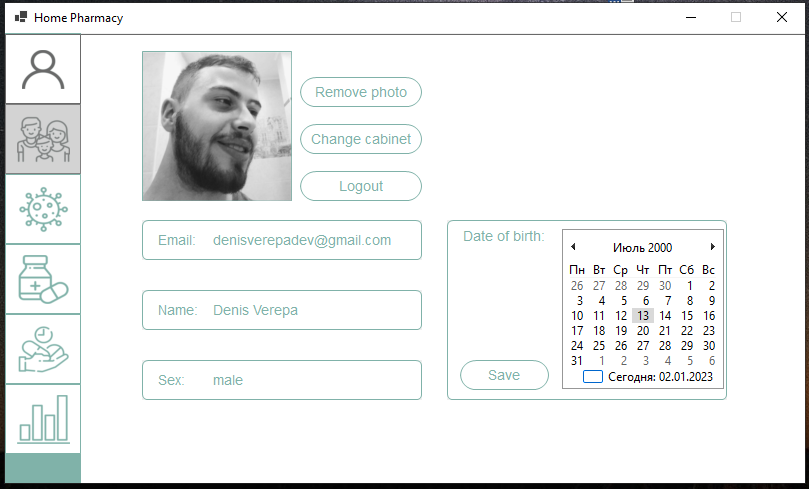 Home Pharmacy
Remove photo
Change cabinet
Logout
Email: denisverepadev@gmail.com
Name: Denis Verepa
Sex: male
Date of birth:
Июль 2000
Пн Вт Ср Чт Пт Сб Вс
26 27 28 29 30 1 2
3 4 5 6 7 8 9
10 11 12 13 14 15 16
17 18 19 20 21 22 23
24 25 26 27 28 29 30
31 1 2 3 4 5 6
Сегодня: 02.01.2023
Save